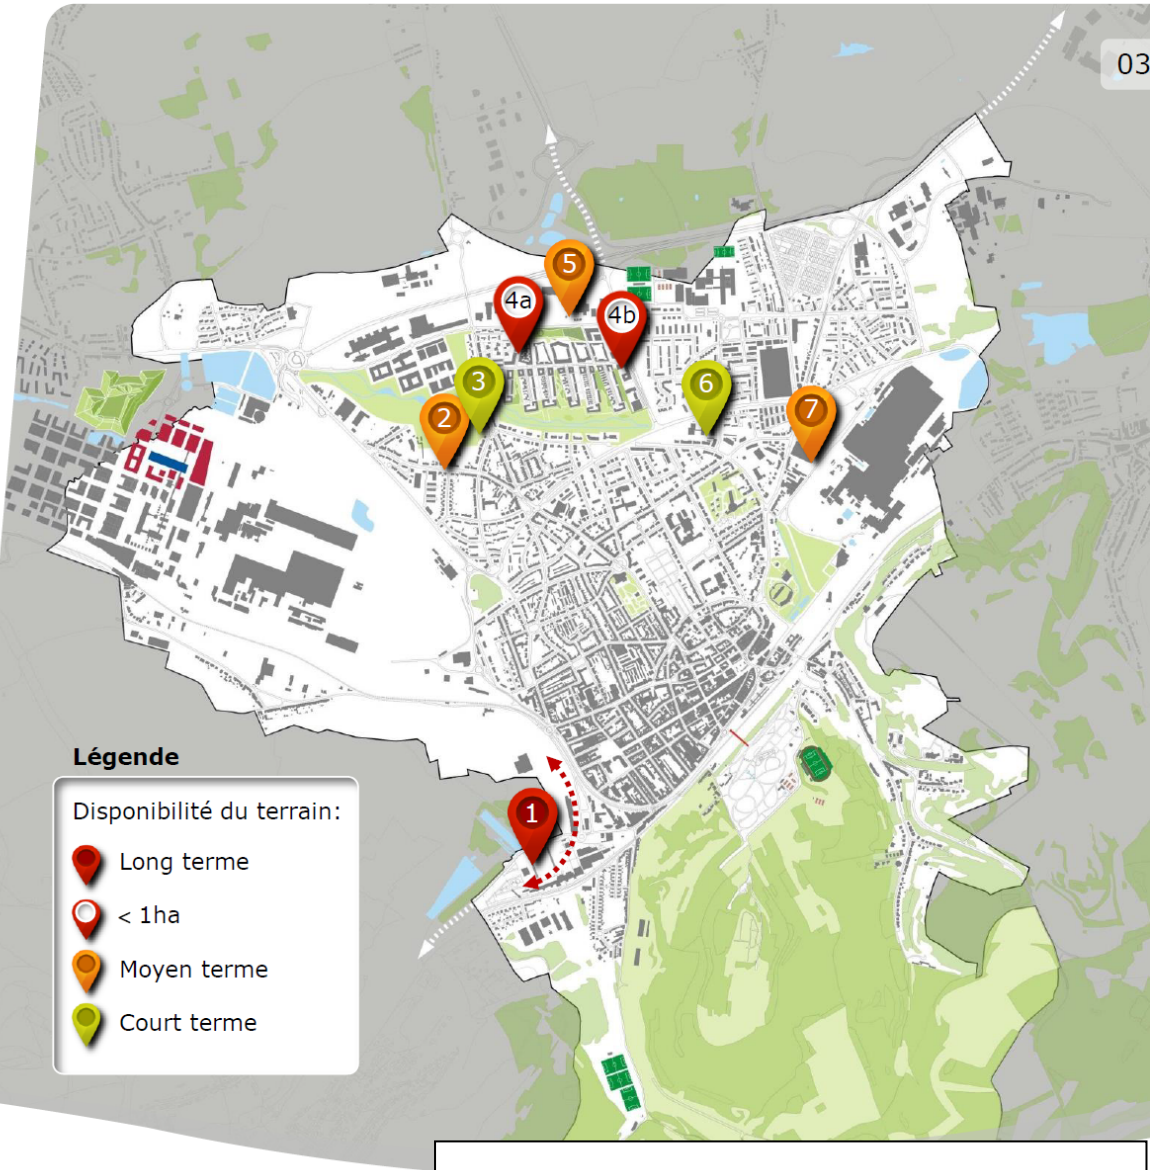 03
5
4a
4b
3
6
2
7
Légende
Disponibilité du terrain:
1
Long terme
< 1ha
Moyen terme
Court terme